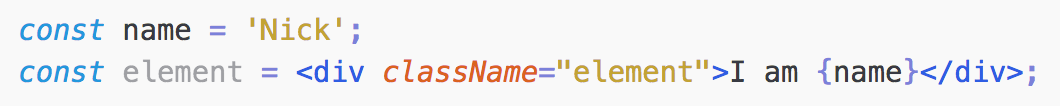 const name = 'Nick';
const element = <div className="element">I am {name}</div>;